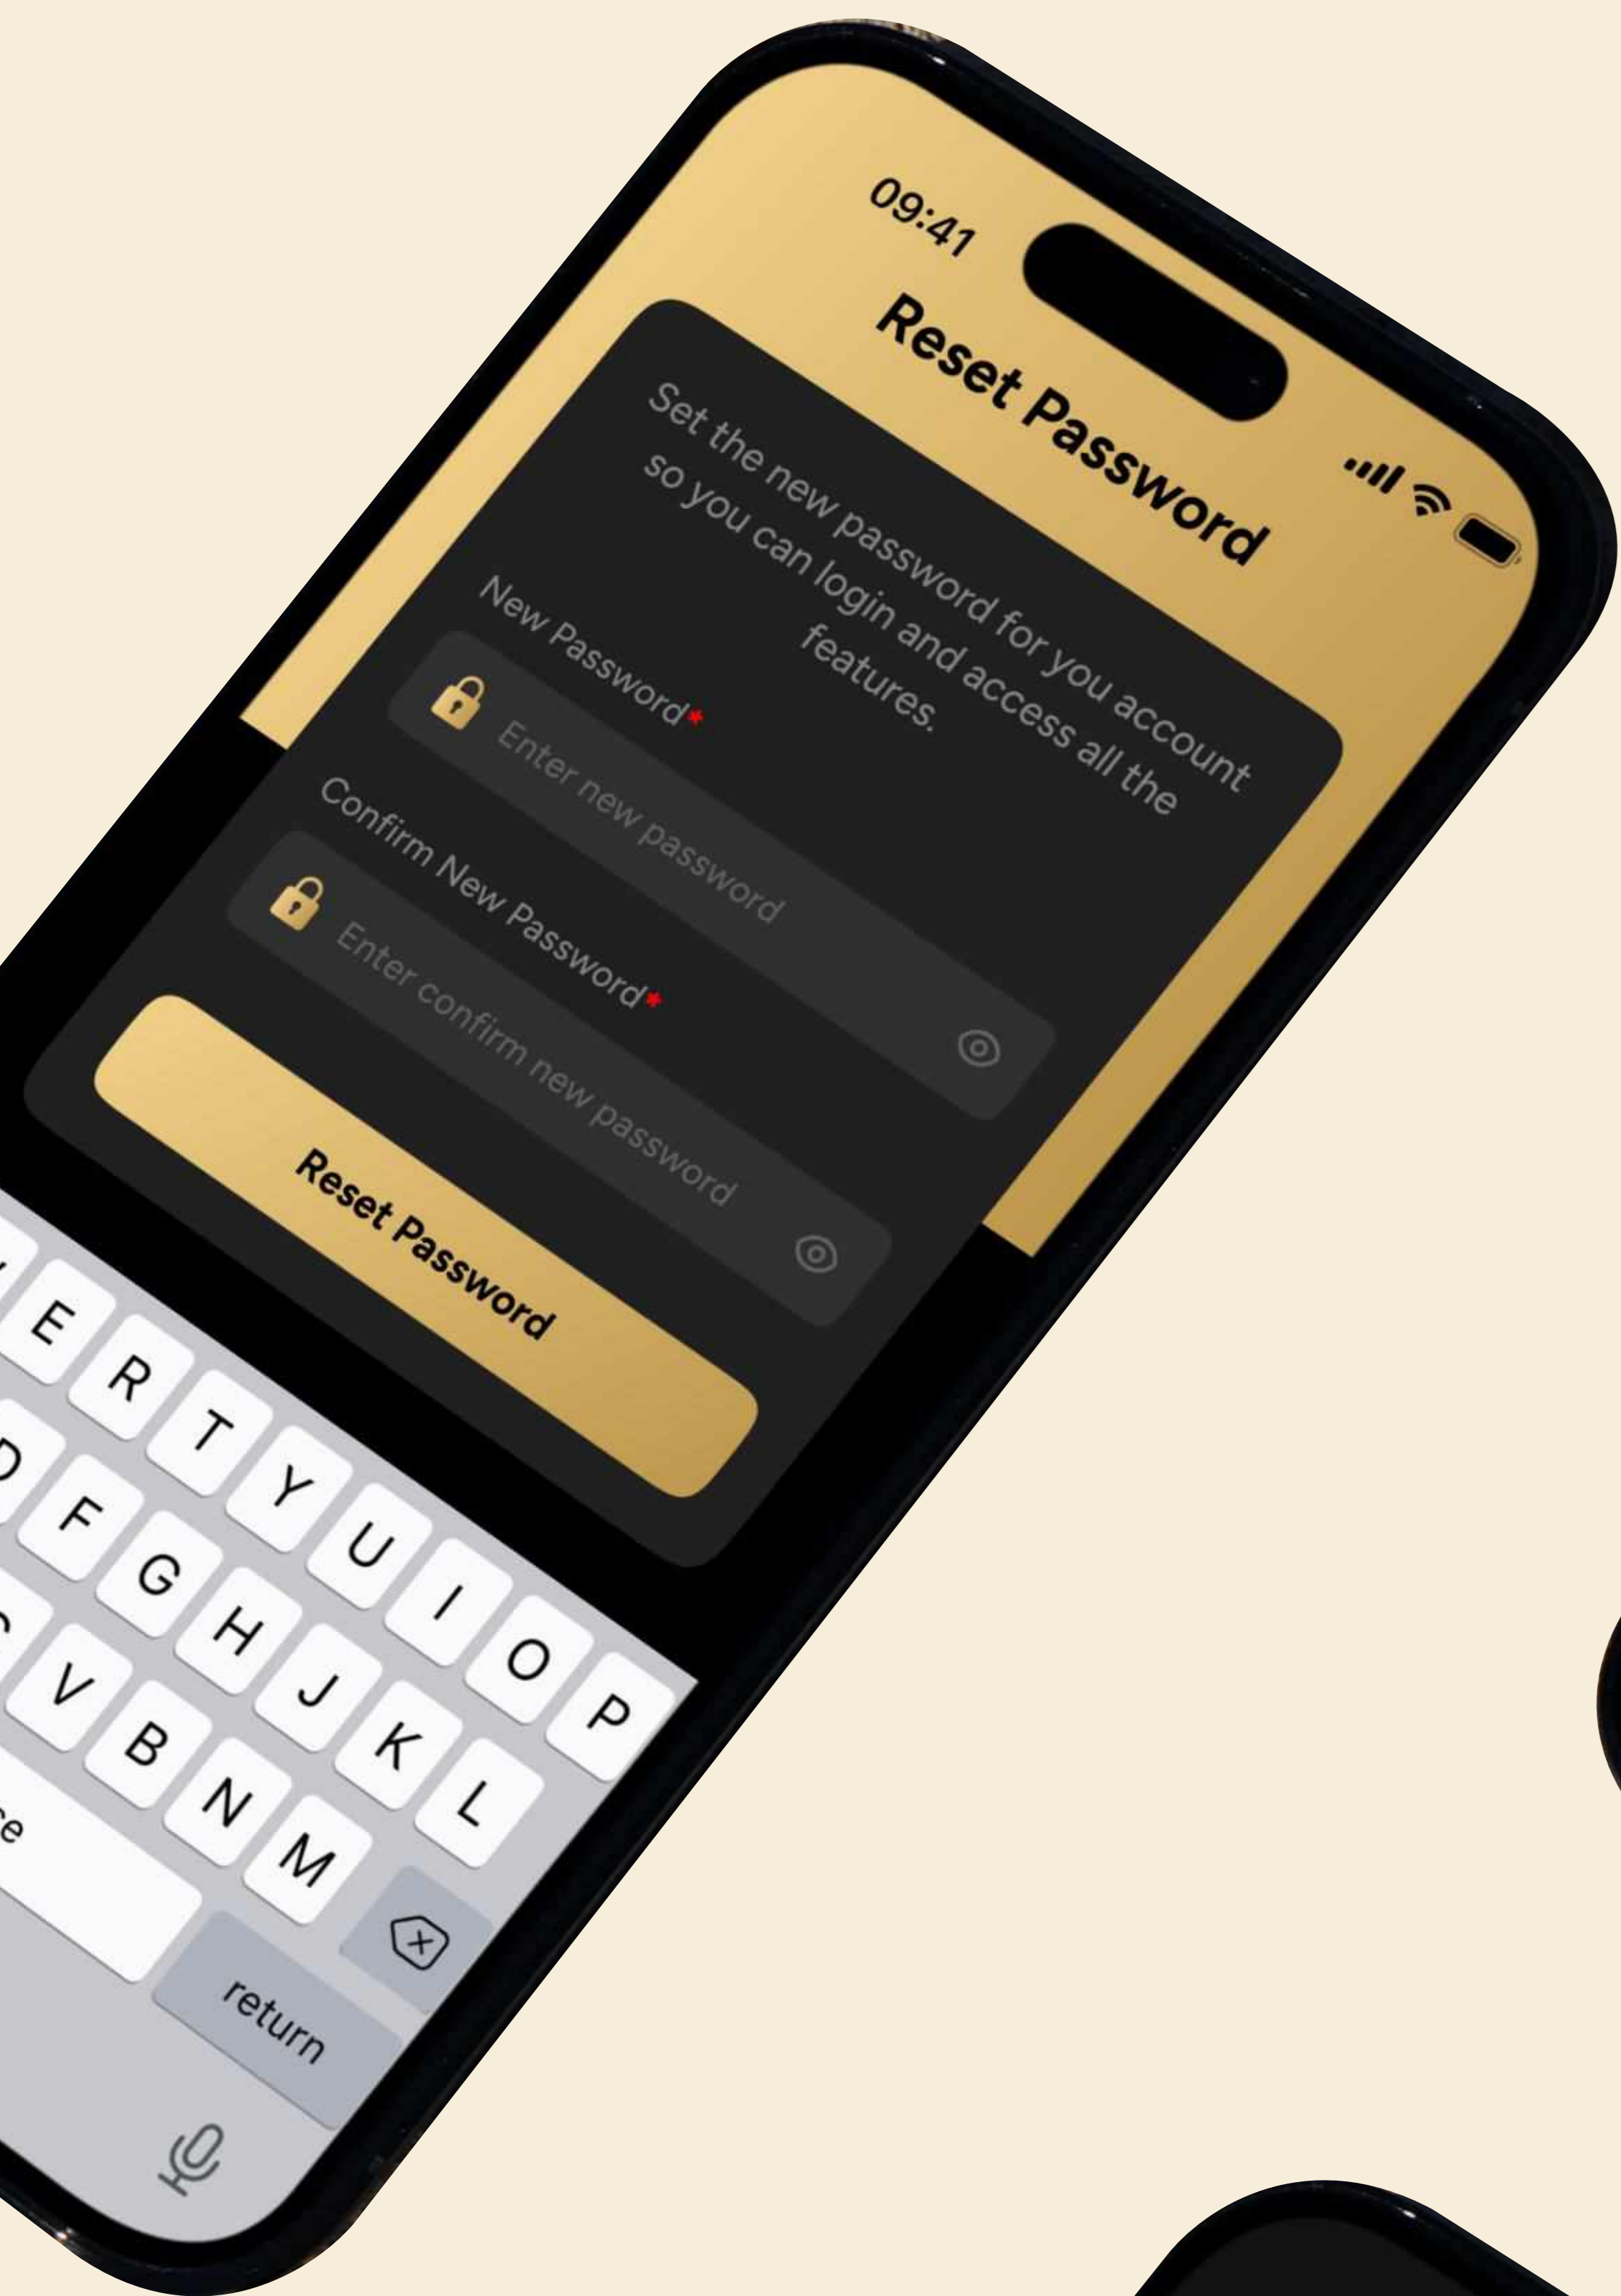 09:41
Reset Password
Set the new password for you account
so you can login and access all the
features.
New Password*
Enter new password
Confirm New Password*
Enter confirm new password
Reset Password
E R T Y U I O P
D F G H J K L
V B N M
return